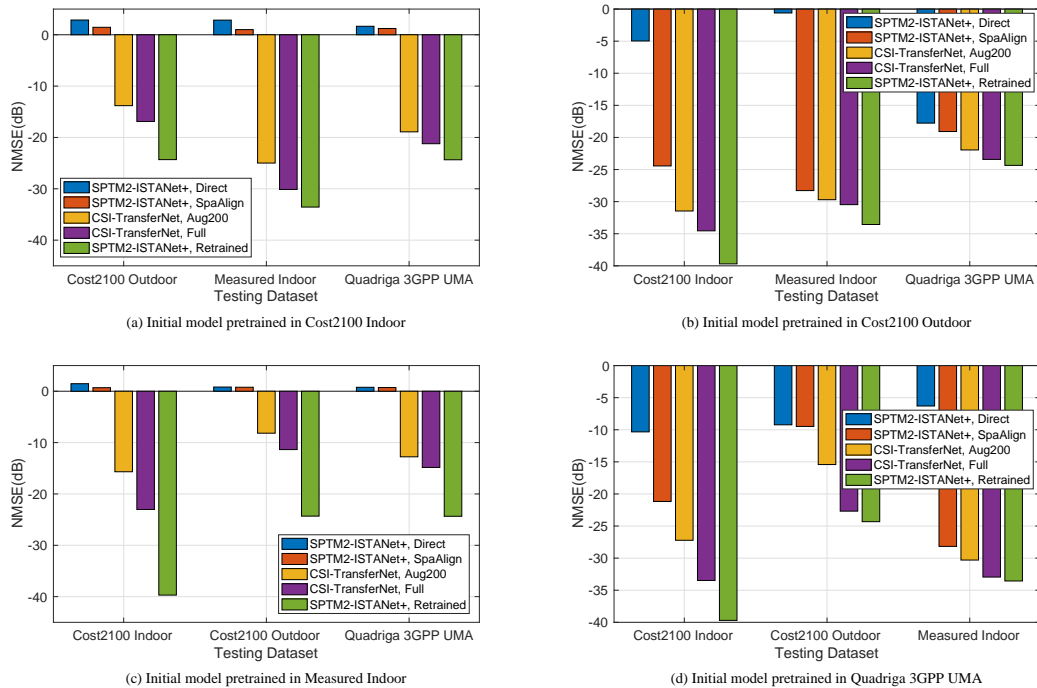 0
-10
-20
-30
-40
NMSE(dB)
SPTM2-ISTANet+, Direct
SPTM2-ISTANet+, SpaAlign
CSI-TransferNet, Aug200
CSI-TransferNet, Full
SPTM2-ISTANet+, Retrained
Cost2100 Outdoor Measured Indoor Quadriga 3GPP UMA
Testing Dataset
(a) Initial model pretrained in Cost2100 Indoor
0
-5
-10
-15
-20
-25
-30
-35
-40
NMSE(dB)
SPTM2-ISTANet+, Direct
SPTM2-ISTANet+, SpaAlign
CSI-TransferNet, Aug200
CSI-TransferNet, Full
SPTM2-ISTANet+, Retrained
Cost2100 Indoor Measured Indoor Quadriga 3GPP UMA
Testing Dataset
(b) Initial model pretrained in Cost2100 Outdoor
0
-10
-20
-30
-40
NMSE(dB)
SPTM2-ISTANet+, Direct
SPTM2-ISTANet+, SpaAlign
CSI-TransferNet, Aug200
CSI-TransferNet, Full
SPTM2-ISTANet+, Retrained
Cost2100 Indoor Cost2100 Outdoor Quadriga 3GPP UMA
Testing Dataset
(c) Initial model pretrained in Measured Indoor
0
-5
-10
-15
-20
-25
-30
-35
-40
NMSE(dB)
SPTM2-ISTANet+, Direct
SPTM2-ISTANet+, SpaAlign
CSI-TransferNet, Aug200
CSI-TransferNet, Full
SPTM2-ISTANet+, Retrained
Cost2100 Indoor Cost2100 Outdoor Measured Indoor
Testing Dataset
(d) Initial model pretrained in Quadriga 3GPP UMA